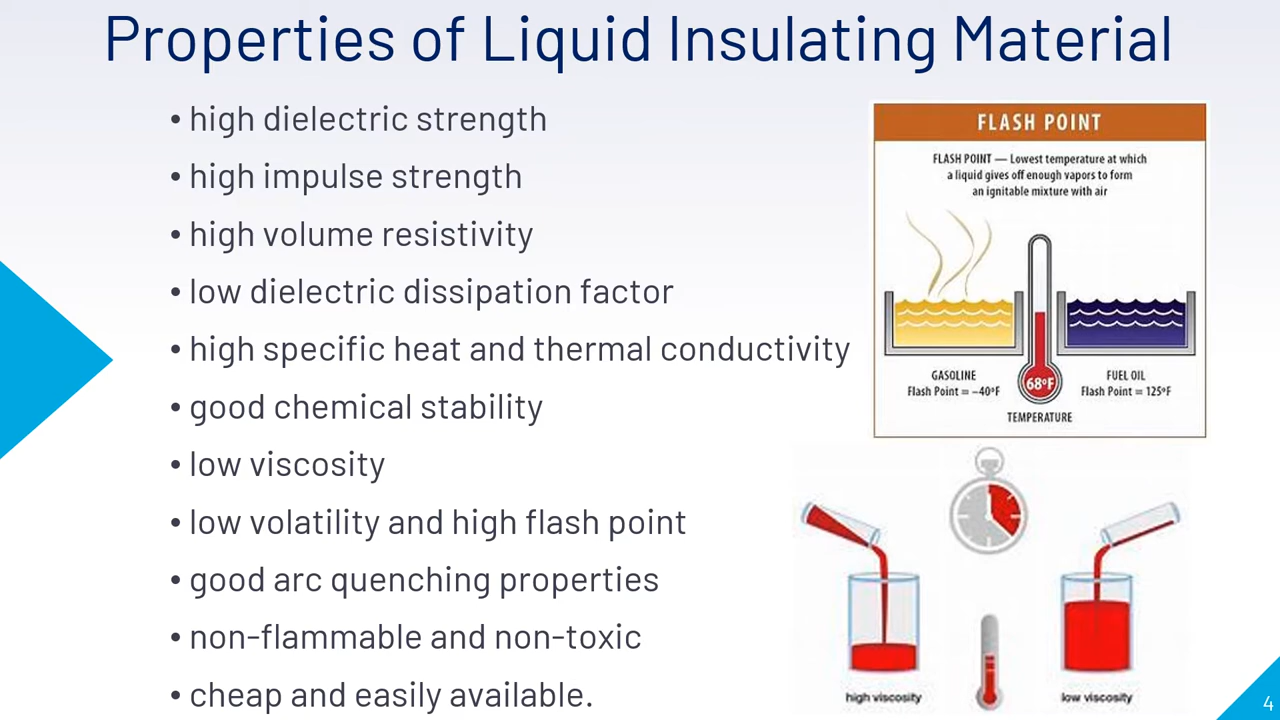 Properties of Liquid Insulating Material
• high dielectric strength
• high impulse strength
• high volume resistivity
• low dielectric dissipation factor
• high specific heat and thermal conductivity
• good chemical stability
• low viscosity
• low volatility and high flash point
• good arc quenching properties
• non-flammable and non-toxic
• cheap and easily available.
FLASH POINT
FLASH POINT — Lowest temperature at which
a liquid gives off enough vapors to form
an ignitable mixture with air
GASOLINE
Flash Point = –40ºF
68ºF
TEMPERATURE
FUEL OIL
Flash Point = 125ºF
high viscosity
low viscosity
4